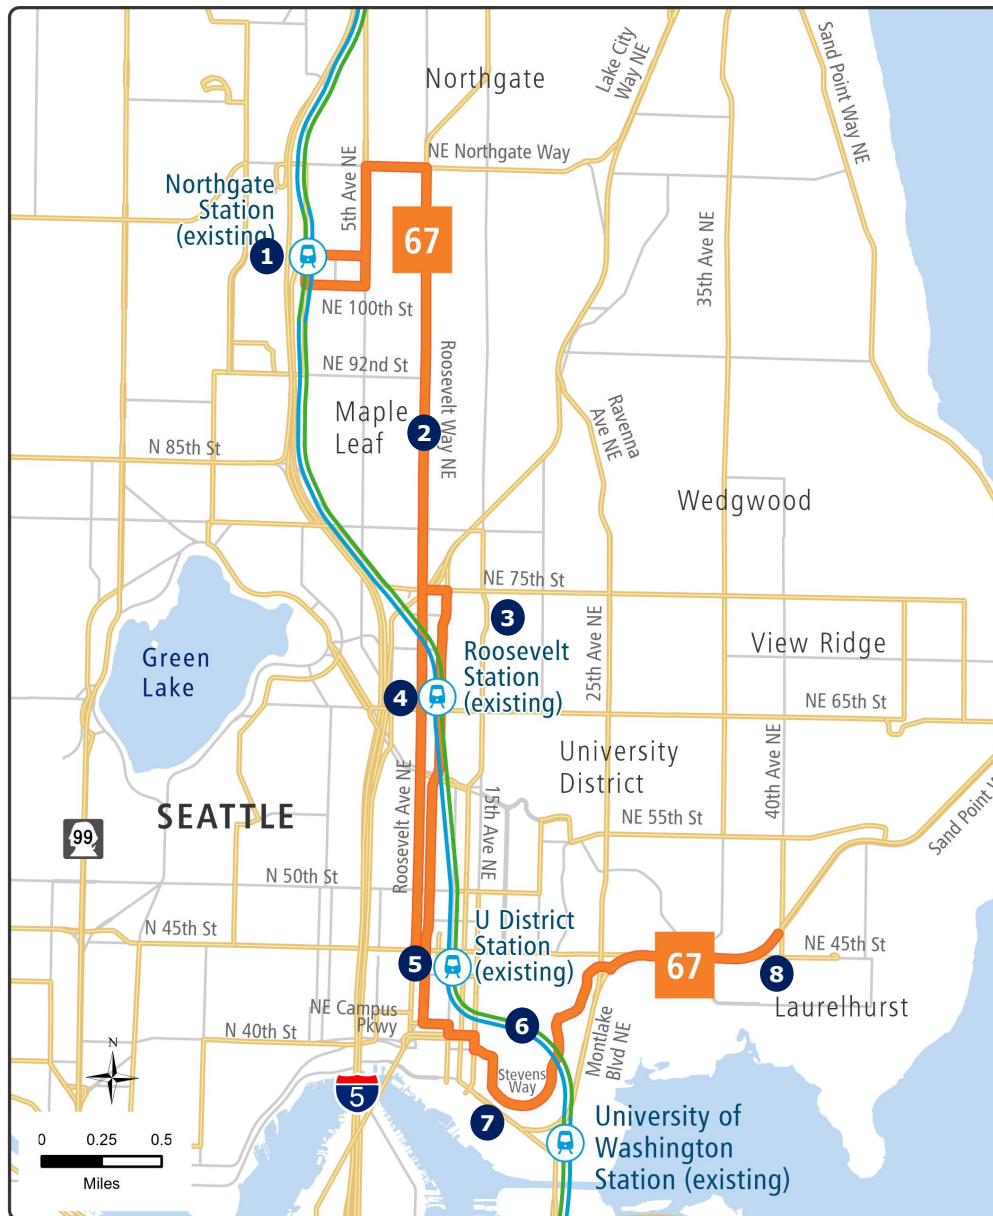 Northgate
Lake City
Way NE
Sand Point Way NE
NE Northgate Way
5th Ave NE
Northgate
Station
(existing)
1
67
35th Ave NE
NE 100th St
NE 92nd St
Roosevelt Way NE
Maple
Leaf
2
Ravenna
Ave NE
N 85th St
Wedgwood
NE 75th St
3
25th Ave NE
View Ridge
Green
Lake
Roosevelt
Station
(existing)
4
NE 65th St
University
District
40th Ave NE
Roosevelt Ave NE
15th Ave NE
SEATTLE
99
NE 55th St
Sand Point
N 50th St
N 45th St
U District
Station
(existing)
5
67
NE 45th St
8
Laurelhurst
NE Campus
Pkwy
N 40th St
6
Montlake
Blvd NE
Stevens
Way
N
5
7
University of
Washington
Station (existing)
0 0.25 0.5
Miles